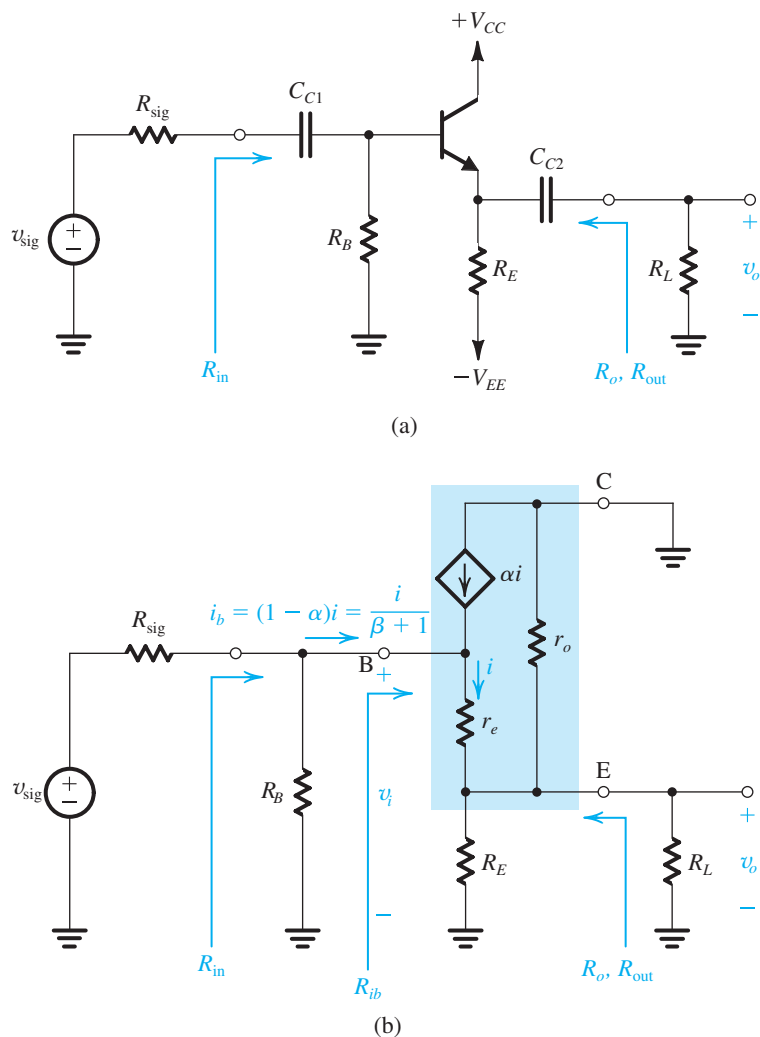 +V_CC
C_C1
R_sig
C_C2
v_sig
+
−
R_B
R_E
R_L
+
v_o
−
R_in
−V_EE
R_o, R_out
(a)
C
αi
i_b = (1 − α)i = i / (β + 1)
R_sig
r_o
B
+
i
r_e
E
v_sig
+
−
R_B
v_i
+
R_E
R_L
v_o
−
−
R_in
R_ib
R_o, R_out
(b)